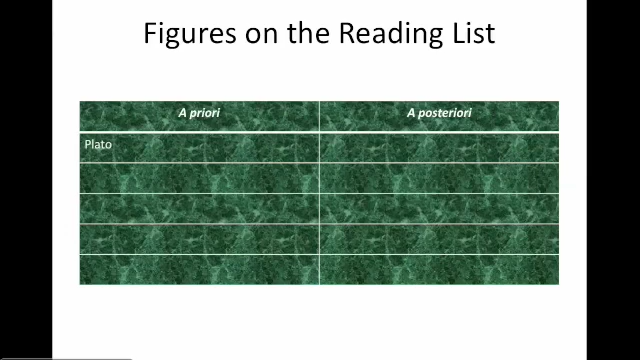 Figures on the Reading List
A priori
A posteriori
Plato